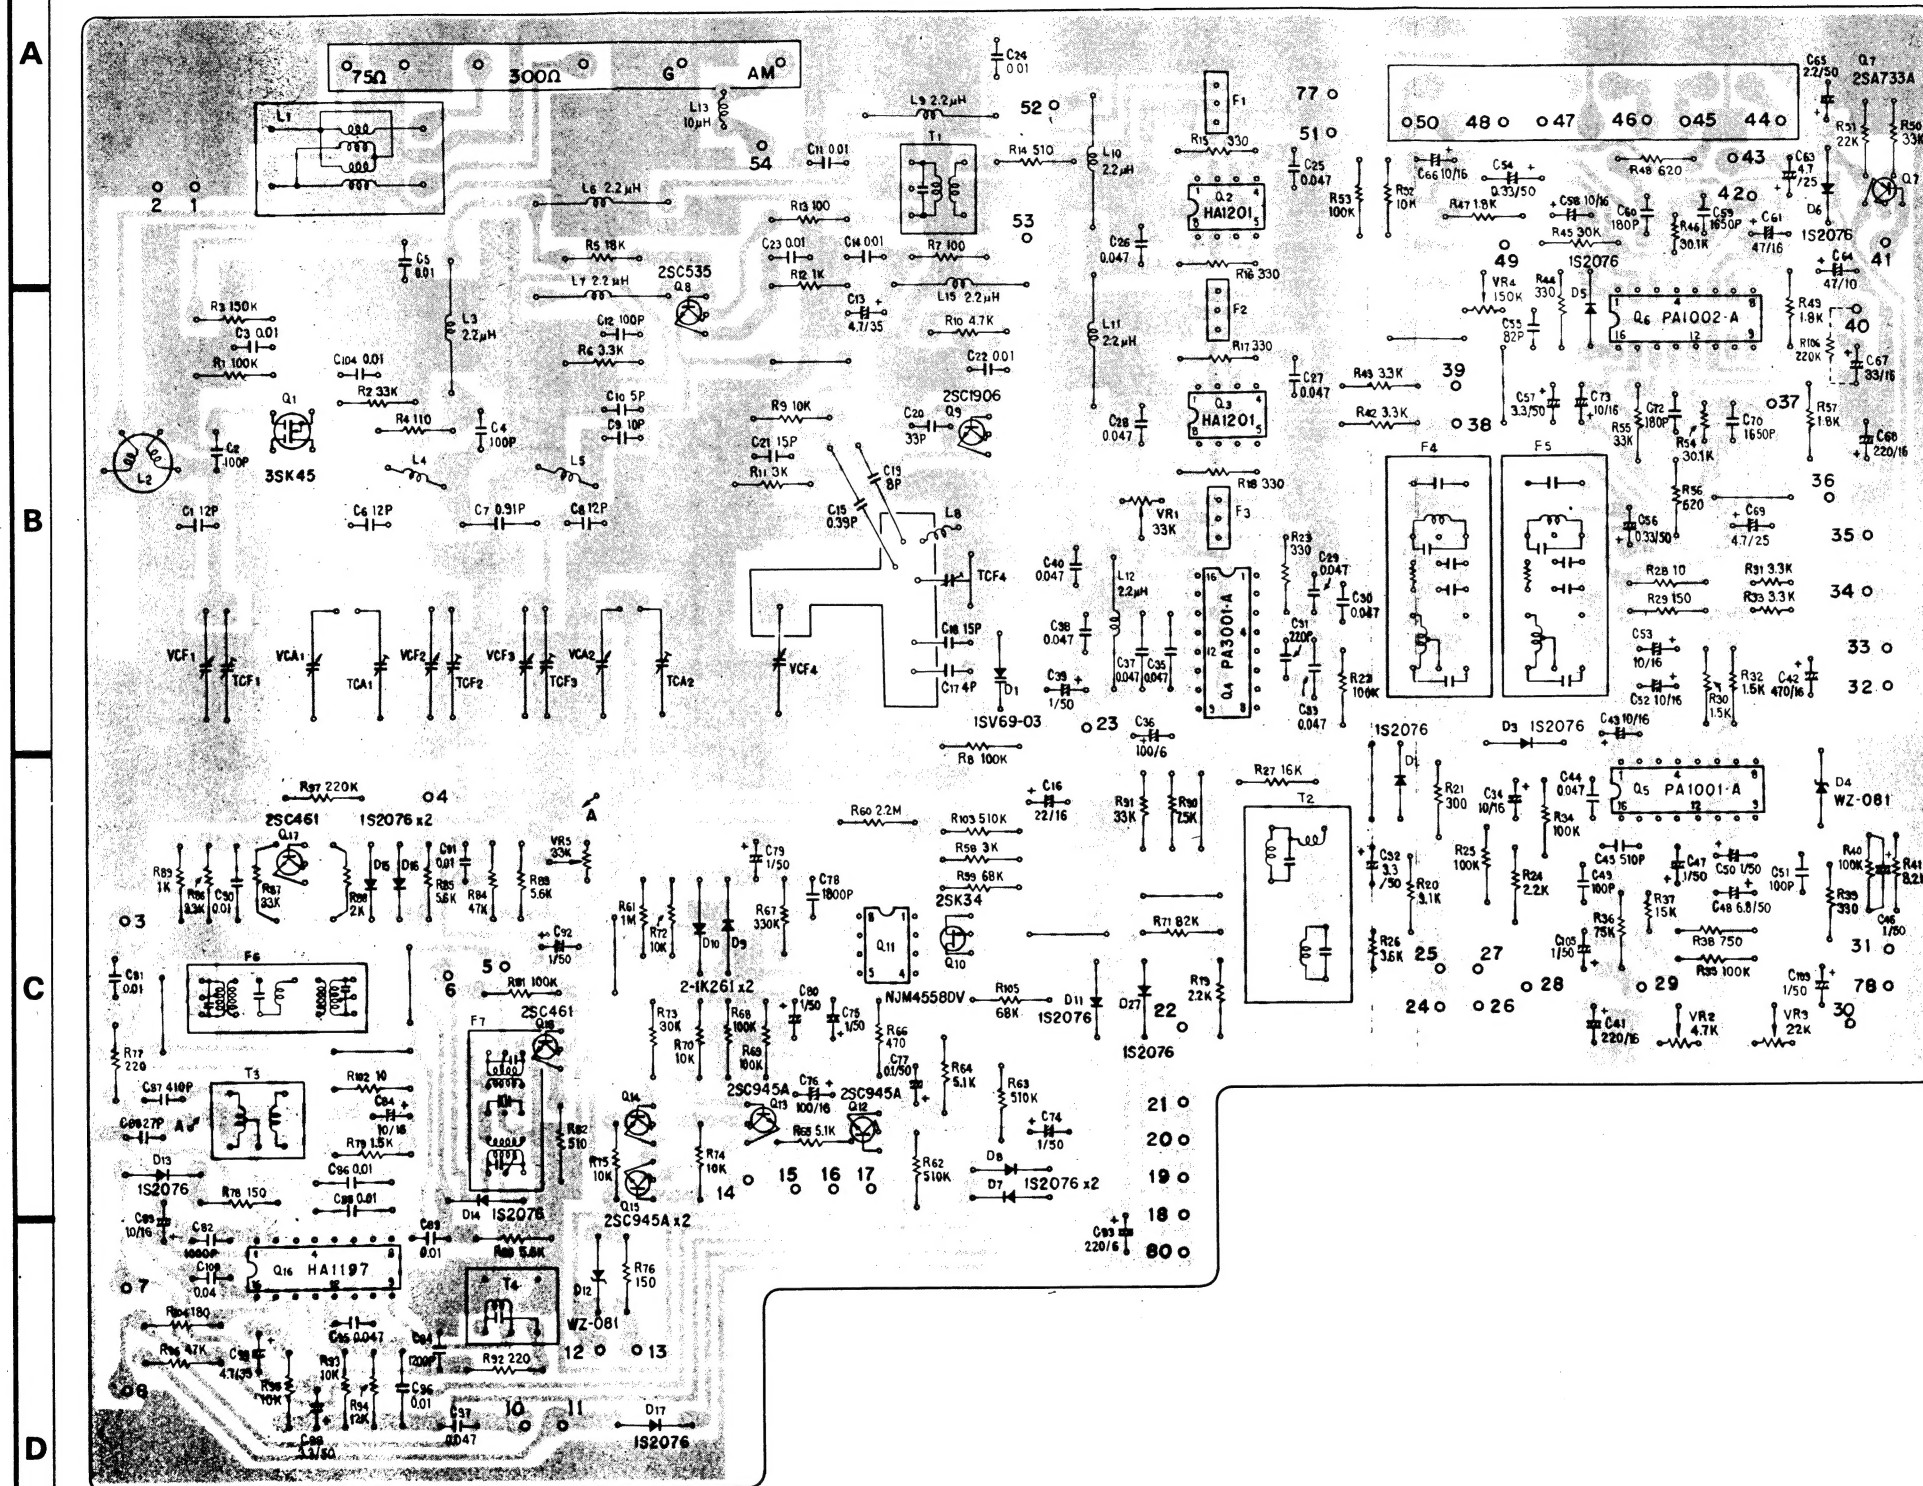 A
75Ω 300Ω G AM
C24
0.01
C65
2.2/50
Q7
2SA733A
L1
L13
10μH
L9 2.2μH
52
F1
77
51
50 48 47 46 45 44
R51
22K
R50
33K
54
C11 0.01
T1
R14 510
L10
2.2μH
R15 330
C25
0.047
C66 10/16
C54
0.33/50
R48 620
43
C63
4.7
/25
2 1
L6 2.2μH
R13 100
Q2
HA1201
R53
100K
R52
10K
R47 1.8K
C58 10/16
C60
180P
C59
1650P
42
C61
47/16
D6
1S2076
Q7
53
C5
0.01
R5 18K
C23 0.01
C14 0.01
R7 100
C26
0.047
R45 30K
R46
30.1K
49
1S2076
41
2SC535
Q8
L7 2.2μH
R12 1K
L15 2.2μH
R16 330
VR4
150K
R44
330
D5
C64
47/10
R3 150K
C3 0.01
L3
2.2μH
C12 100P
C13
4.7/35
R10 4.7K
L11
2.2μH
F2
C55
82P
Q6 PA1002-A
R49
1.8K
40
R1 100K
C104 0.01
R6 3.3K
C22 0.01
R17 330
R106
220K
C67
33/16
R2 33K
C10 5P
2SC1906
C27
0.047
R43 3.3K
39
Q1
R4 110
C4
100P
C9 10P
R9 10K
C20
33P
Q9
Q3
HA1201
R42 3.3K
38
C57
3.3/50
C73
10/16
R55
33K
C72
180P
R54
30.1K
C70
1650P
37
R57
1.8K
C68
220/16
L2
C2
100P
3SK45
L4
L5
C21 15P
R11 3K
C28
0.047
F4 F5
C19
8P
R18 330
R56
620
36
B
C1 12P
C6 12P
C7 0.91P
C8 12P
C15
0.39P
L8
VR1
33K
F3
C56
0.33/50
C69
4.7/25
35
TCF4
C40
0.047
L12
2.2μH
R23
330
C29
0.047
C30
0.047
R28 10
R29 150
R31 3.3K
R33 3.3K
34
VCF1
TCF1
VCA1
TCA1
VCF2
TCF2
VCF3
TCF3
VCA2
TCA2
VCF4
C18 15P
C17 4P
D1
C38
0.047
C39
1/50
C37
0.047
C35
0.047
Q4 PA3001-A
C31
220P
C33
0.047
R22
100K
C53
10/16
C52 10/16
R30
1.5K
R32
1.5K
C42
470/16
33
32
1SV69-03
23
C36
100/6
1S2076
D3 1S2076
C43 10/16
R8 100K
R97 220K
4
A
C16
22/16
R91
33K
R90
7.5K
R27 16K
T2
R21
300
C34
10/16
C44
0.047
Q5 PA1001-A
D4
WZ-081
2SC461
1S2076 x2
R60 2.2M
R103 510K
R34
100K
Q17
VR5
33K
C79
1/50
R58 3K
C32
3.3
/50
R25
100K
C45 510P
C47
1/50
C50 1/50
C51
100P
R40
100K
R41
8.2K
R89
1K
R86
3.3K
C90
0.01
R87
33K
R88
2K
D15
D16
C91
0.01
R85
5.6K
R84
47K
R83
5.6K
C78
1800P
R59 68K
2SK34
R20
9.1K
R24
2.2K
C49
100P
C48 6.8/50
R39
330
C46
1/50
3
R61
1M
R72
10K
D10
D9
R67
330K
Q11
Q10
R71 82K
R26
3.6K
R36
75K
R37
15K
C105
1/50
R38 750
R35 100K
31
C92
1/50
F6
5
6
C81
0.01
R81 100K
2-1K261 x2
NJM4558DV
R105
68K
D11
1S2076
D27
R19
2.2K
22
25
27
24
26
28
29
C103
1/50
78
C
2SC461
Q18
F7
R73
30K
R70
10K
R68
100K
R69
100K
C80
1/50
C75
1/50
R66
470
C41
220/16
VR2
4.7K
VR3
22K
30
R77
220
1S2076
T3
R102 10
C77
0.1/50
R64
5.1K
R63
510K
C87 410P
2SC945A
C76
100/16
2SC945A
C84
10/16
Q14
Q13
Q12
21
C88 27P
A
R82
510
C74
1/50
R79 1.5K
R65 5.1K
20
D13
1S2076
C86 0.01
R75
10K
R74
10K
15 16 17
R62
510K
D8
D7
1S2076 x2
19
R78 150
C85 0.01
D14
1S2076
Q15
14
2SC945A x2
C83
10/16
C82
1000P
C89
0.01
R80 5.6K
C93
220/6
18
80
C100
0.04
Q16 HA1197
T4
D12
R76
150
7
R104 180
C95 0.047
C94
1200P
WZ-081
R96 47K
C99
4.7/35
R92 220
12 13
R95
10K
R93
10K
R94
12K
C96
0.01
8
C98
3.3/50
C97
0.047
10 11
D17
1S2076
D